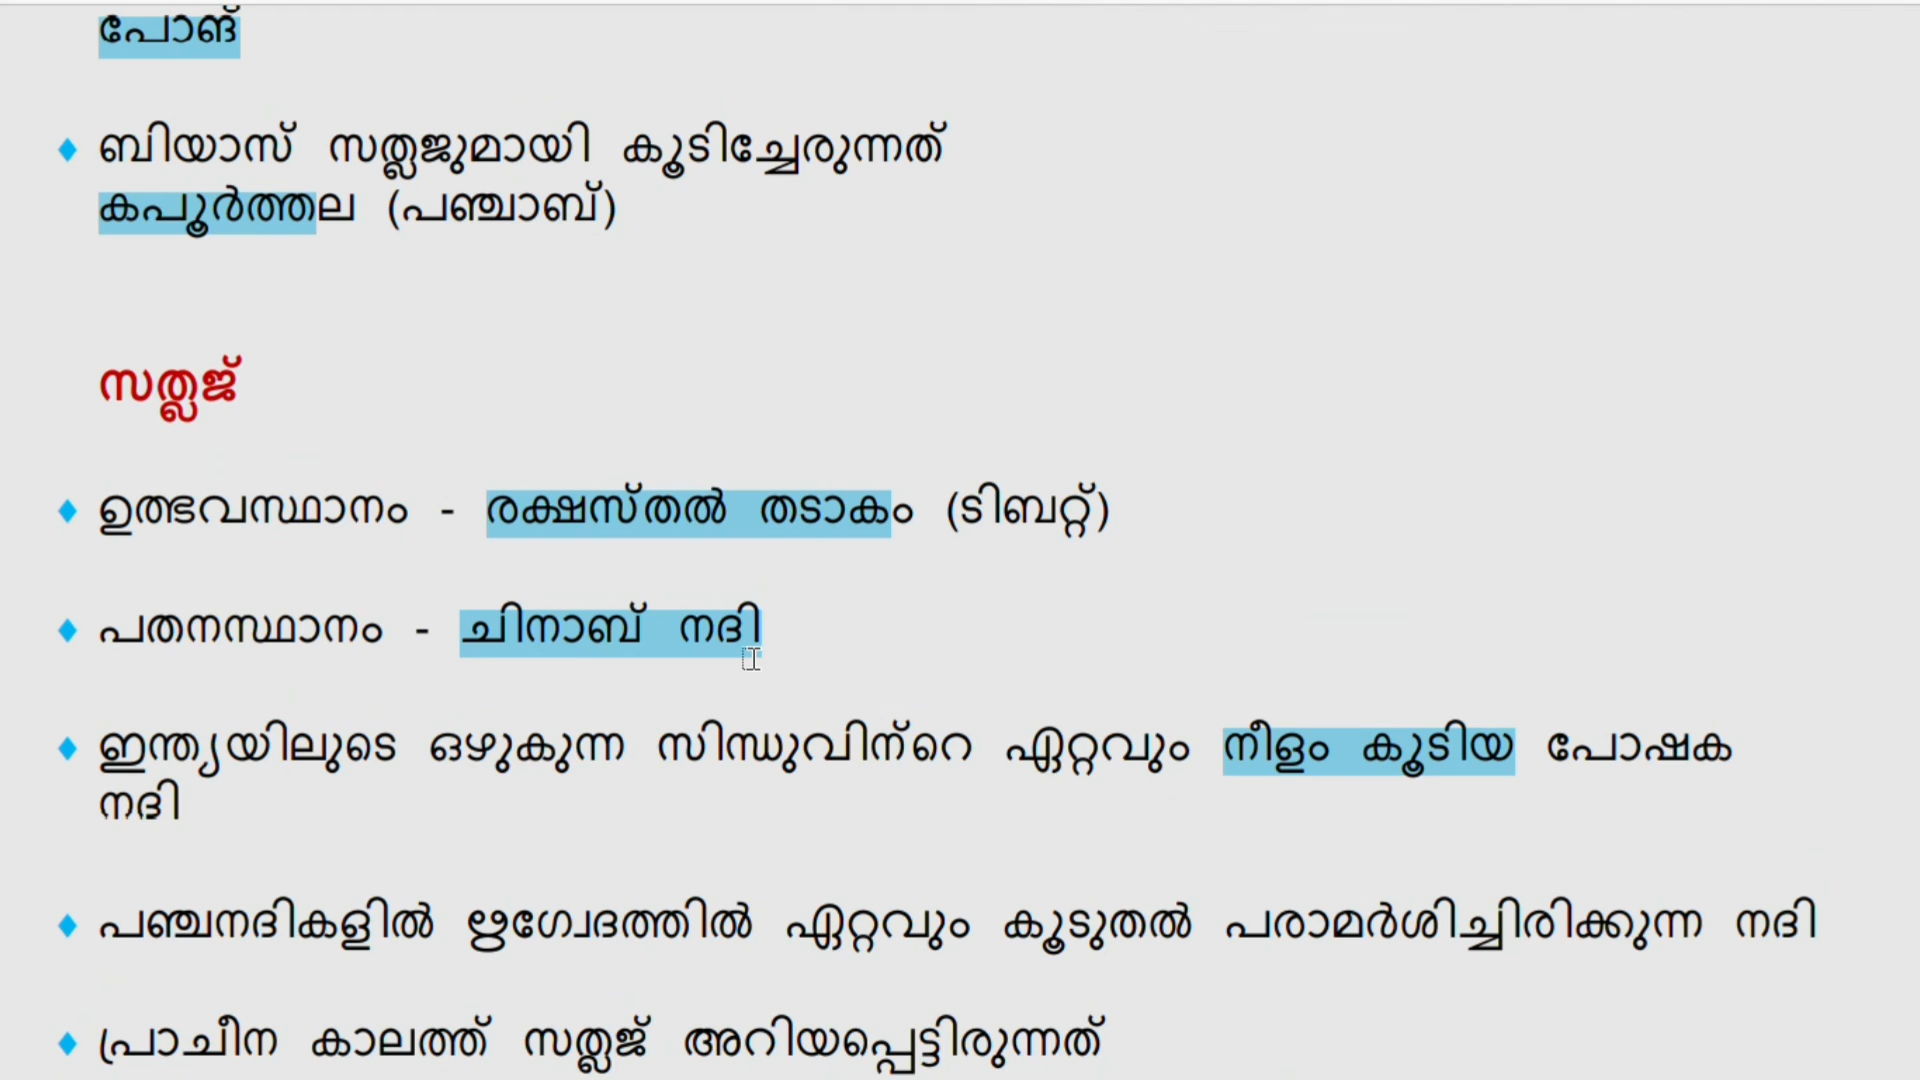 പോങ്
ബിയാസ് സത്ലജുമായി കൂടിച്ചേരുന്നത്
കപൂർത്തല (പഞ്ചാബ്)
സത്ലജ്
ഉത്ഭവസ്ഥാനം - രക്ഷസ്തൽ തടാകം (ടിബറ്റ്)
പതനസ്ഥാനം - ചിനാബ് നദി
ഇന്ത്യയിലുടെ ഒഴുകുന്ന സിന്ധുവിന്റെ ഏറ്റവും നീളം കൂടിയ പോഷക
നദി
പഞ്ചനദികളിൽ ഋഗ്വേദത്തിൽ ഏറ്റവും കൂടുതൽ പരാമർശിച്ചിരിക്കുന്ന നദി
പ്രാചീന കാലത്ത് സത്ലജ് അറിയപ്പെട്ടിരുന്നത്